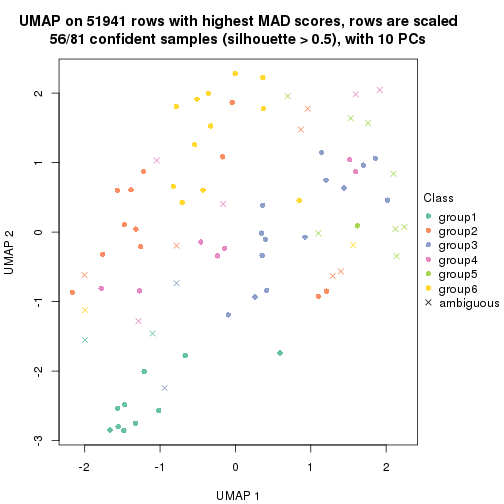 UMAP on 51941 rows with highest MAD scores, rows are scaled
56/81 confident samples (silhouette > 0.5), with 10 PCs
2
1
0
-1
-2
-3
UMAP 2
-2
-1
0
1
2
UMAP 1
Class
group1
group2
group3
group4
group5
group6
ambiguous